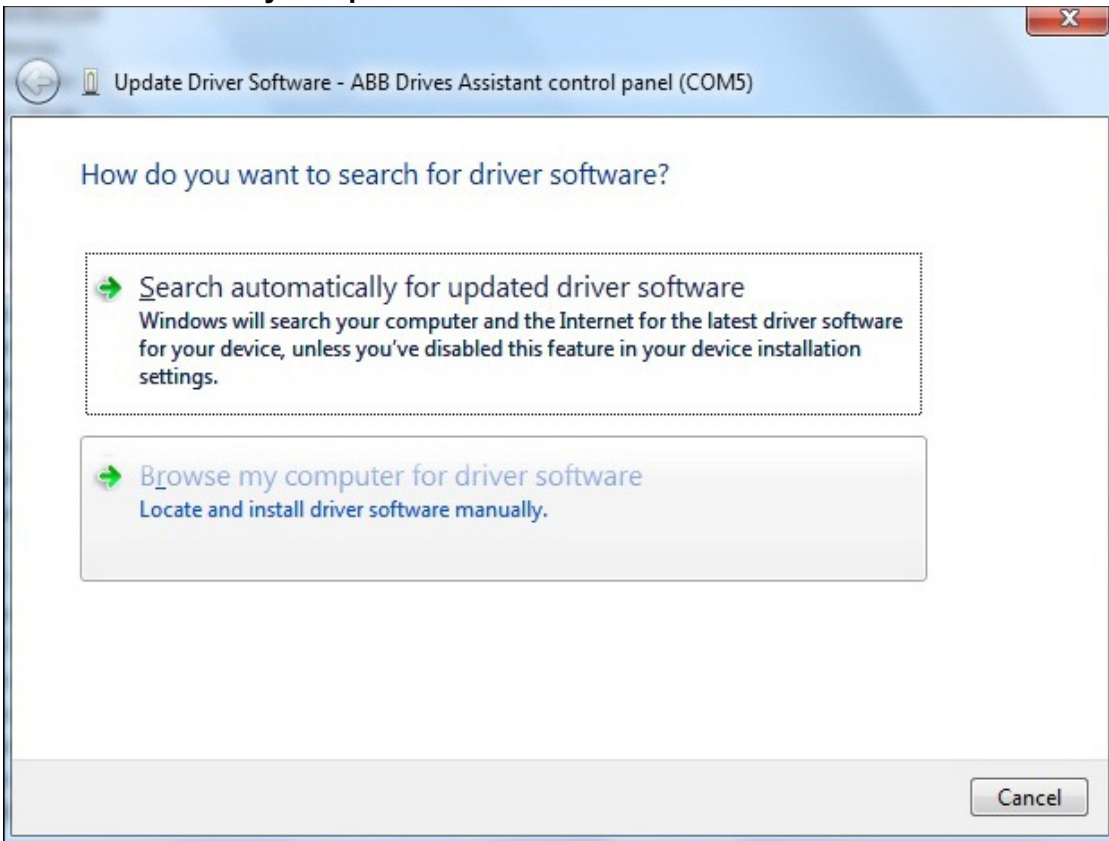 Update Driver Software - ABB Drives Assistant control panel (COM5)
How do you want to search for driver software?
Search automatically for updated driver software
Windows will search your computer and the Internet for the latest driver software
for your device, unless you've disabled this feature in your device installation
settings.
Browse my computer for driver software
Locate and install driver software manually.
Cancel